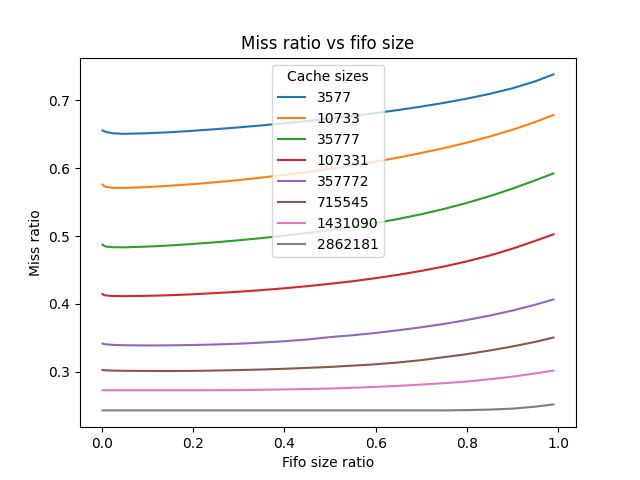 Miss ratio vs fifo size
Cache sizes
3577
10733
35777
107331
357772
715545
1431090
2862181
Miss ratio
0.7
0.6
0.5
0.4
0.3
0.0 0.2 0.4 0.6 0.8 1.0
Fifo size ratio